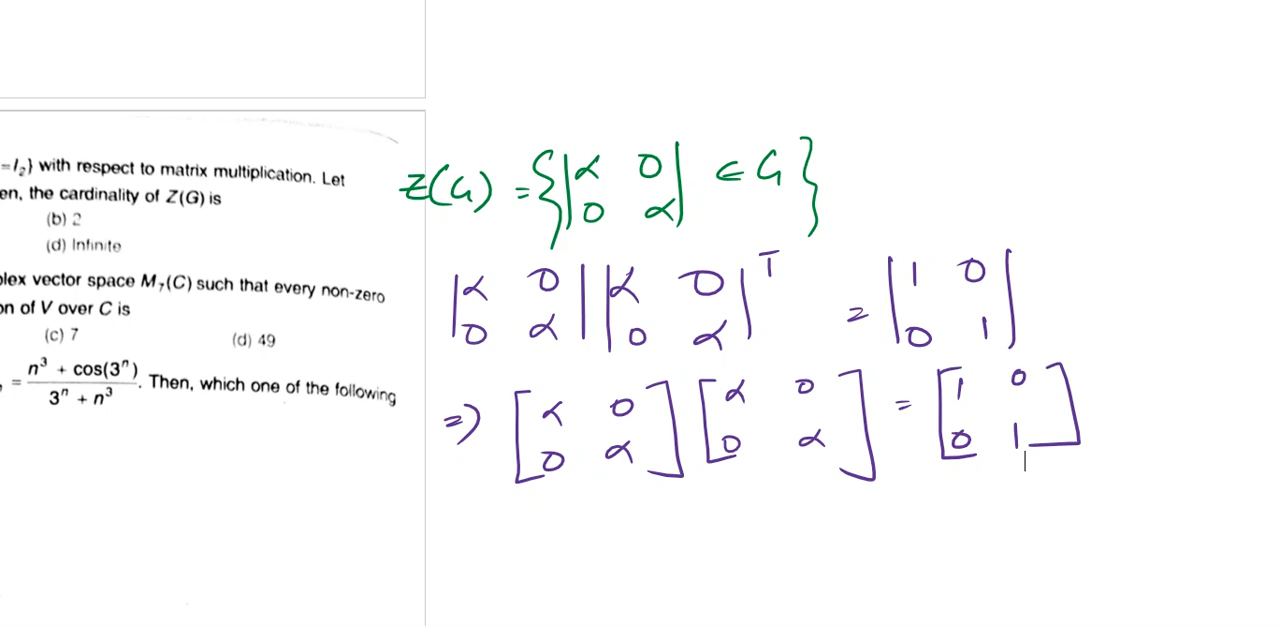 =I₂} with respect to matrix multiplication. Let
en, the cardinality of Z(G) is
(b) 2
(d) Infinite
plex vector space M₇(C) such that every non-zero
on of V over C is
(c) 7 (d) 49
= n³ + cos(3ⁿ) / 3ⁿ + n³ . Then, which one of the following
Z(G) = { | α 0 | ∈ G }
0 α
| α 0 | | α 0 |ᵀ = | 1 0 |
0 α 0 α 0 1
⇒ [ α 0 ] [ α 0 ] = [ 1 0 ]
0 α 0 α 0 1